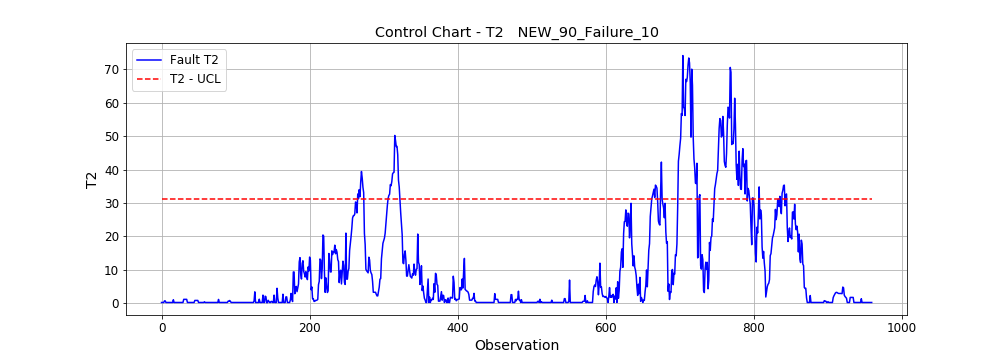 Control Chart - T2   NEW_90_Failure_10
Fault T2
T2 - UCL
70
60
50
40
30
20
10
0
T2
0 200 400 600 800 1000
Observation